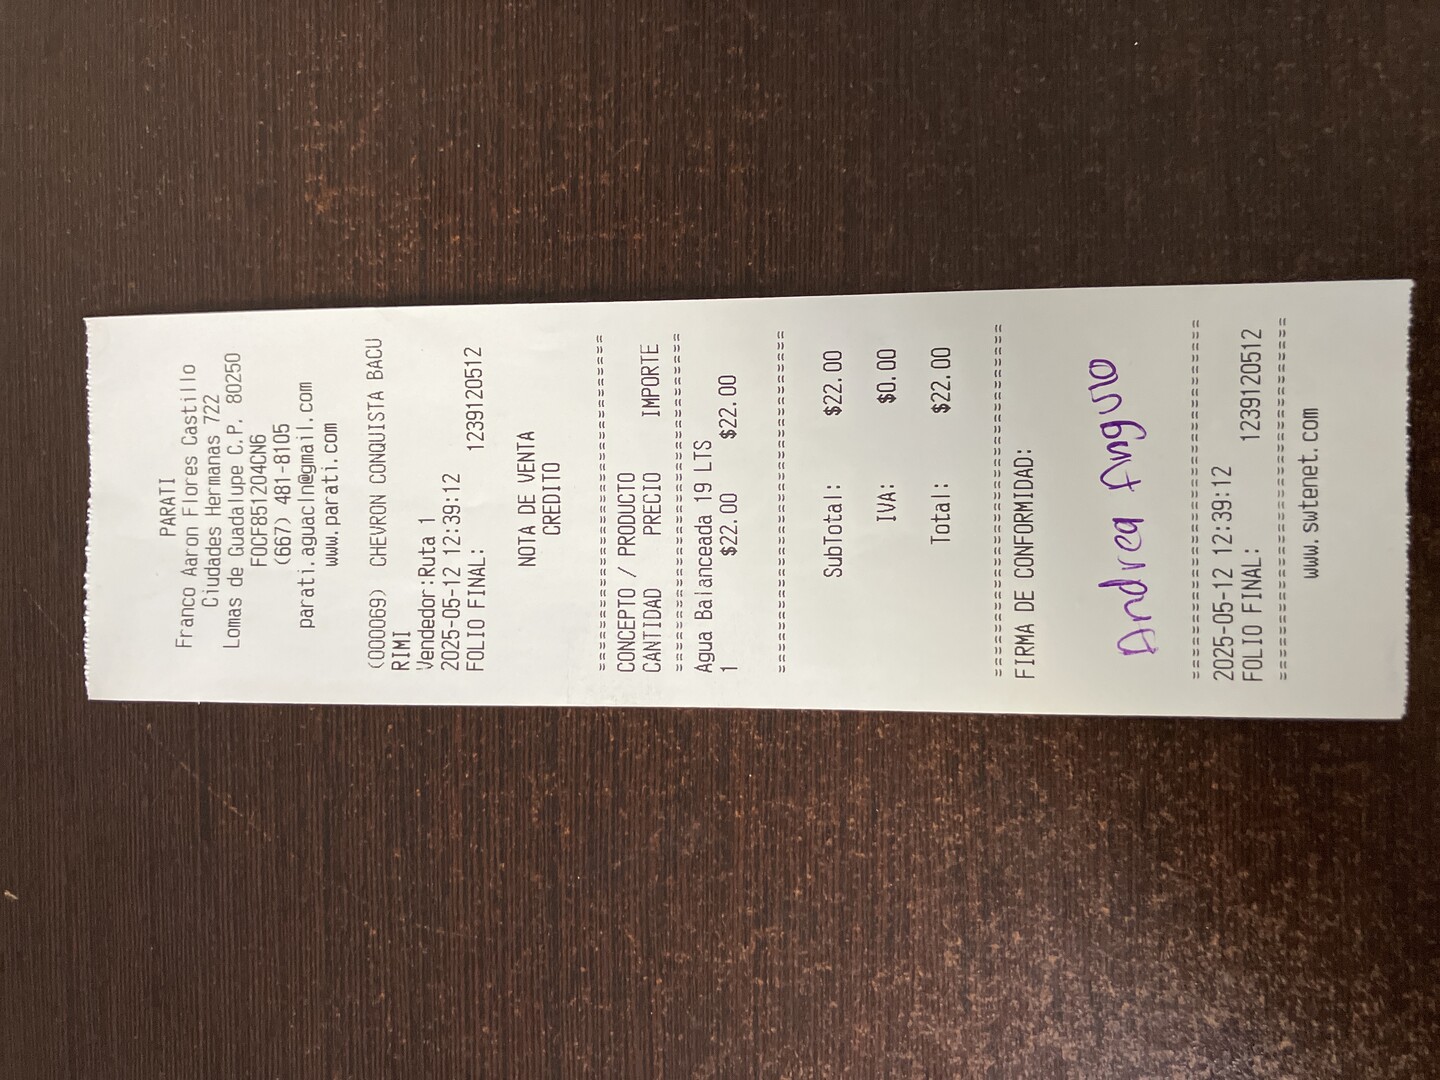 PARATI
Franco Aaron Flores Castillo
Ciudades Hermanas 722
Lomas de Guadalupe C.P. 80250
FOCF851204CN6
(667) 481-8105
parati.aguacln@gmail.com
www.parati.com
(000069) CHEVRON CONQUISTA BACU
RIMI
Vendedor:Ruta 1
2025-05-12 12:39:12
FOLIO FINAL: 1239120512
NOTA DE VENTA
CREDITO
==============================
CONCEPTO / PRODUCTO
CANTIDAD PRECIO IMPORTE
==============================
Agua Balanceada 19 LTS
1 $22.00 $22.00
==============================
SubTotal: $22.00
IVA: $0.00
Total: $22.00
==============================
FIRMA DE CONFORMIDAD:
Andrea Angulo
==============================
2025-05-12 12:39:12
FOLIO FINAL: 1239120512
==============================
www.swtenet.com